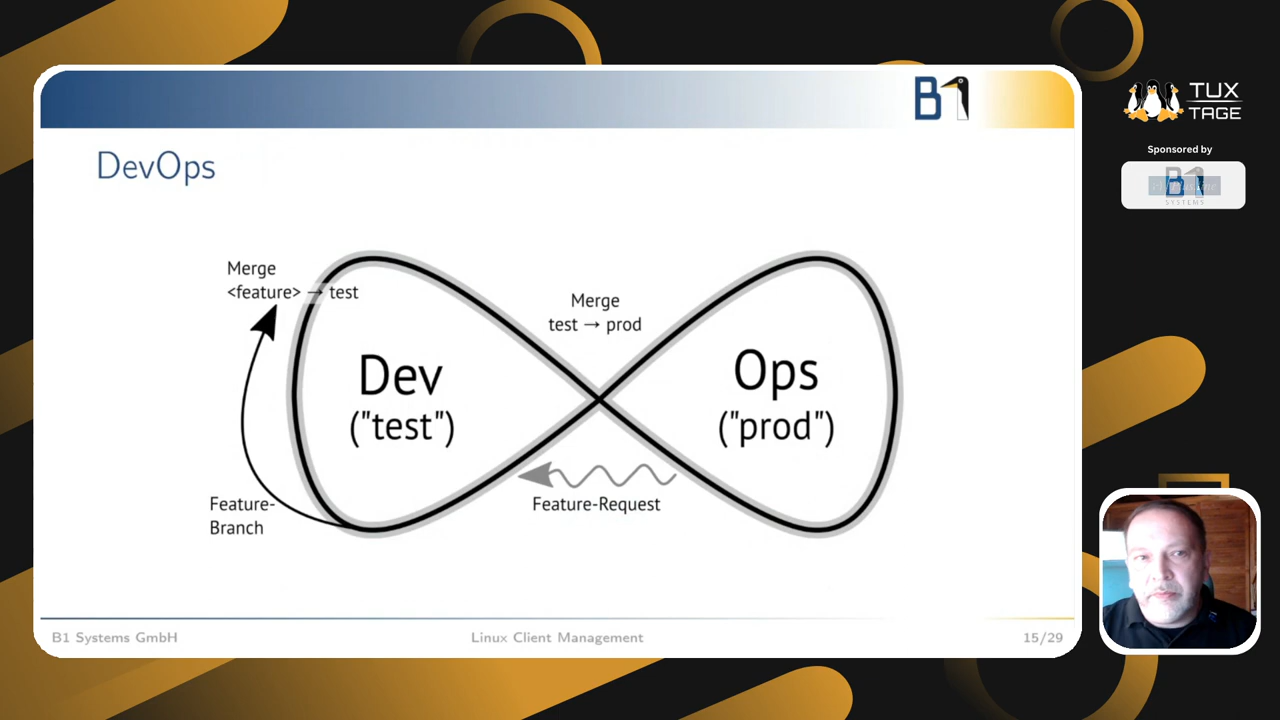 B1
TUX
TAGE
Sponsored by
B1
SYSTEMS
DevOps
Merge
<feature> → test
Merge
test → prod
Dev
("test")
Ops
("prod")
Feature-
Branch
Feature-Request
B1 Systems GmbH
Linux Client Management
15/29